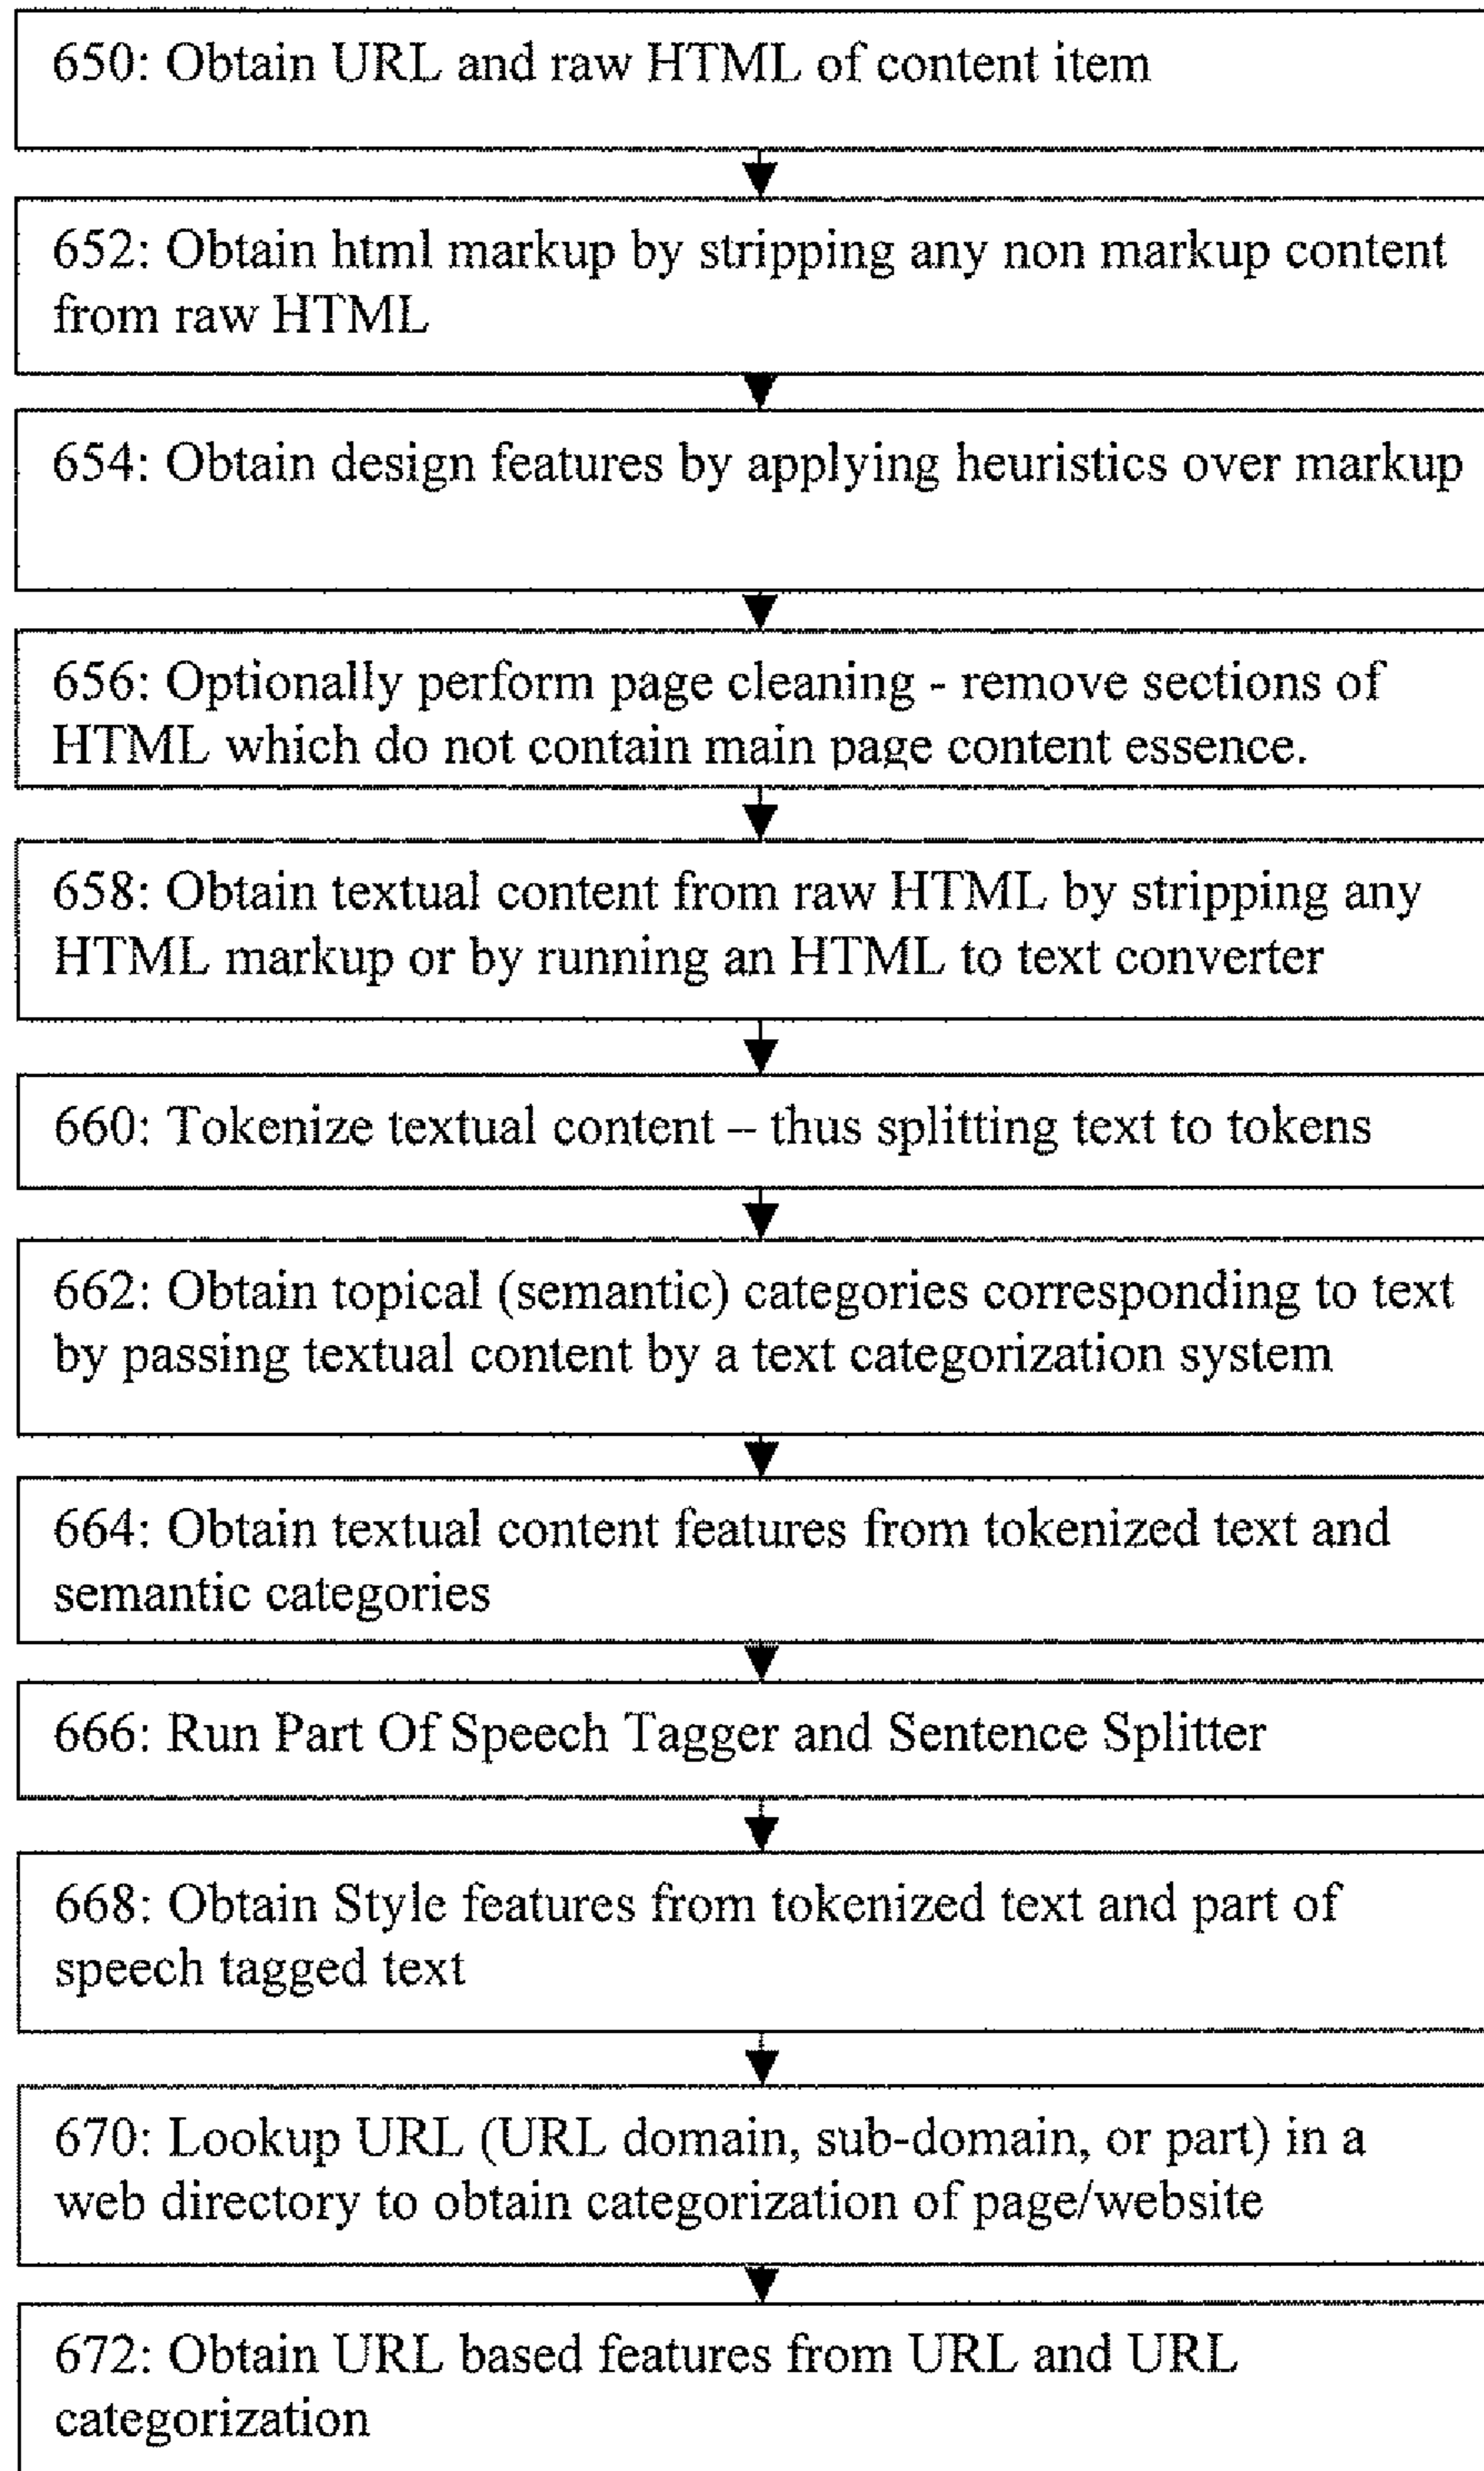 650: Obtain URL and raw HTML of content item
652: Obtain html markup by stripping any non markup content
from raw HTML
654: Obtain design features by applying heuristics over markup
656: Optionally perform page cleaning - remove sections of
HTML which do not contain main page content essence.
658: Obtain textual content from raw HTML by stripping any
HTML markup or by running an HTML to text converter
660: Tokenize textual content – thus splitting text to tokens
662: Obtain topical (semantic) categories corresponding to text
by passing textual content by a text categorization system
664: Obtain textual content features from tokenized text and
semantic categories
666: Run Part Of Speech Tagger and Sentence Splitter
668: Obtain Style features from tokenized text and part of
speech tagged text
670: Lookup URL (URL domain, sub-domain, or part) in a
web directory to obtain categorization of page/website
672: Obtain URL based features from URL and URL
categorization